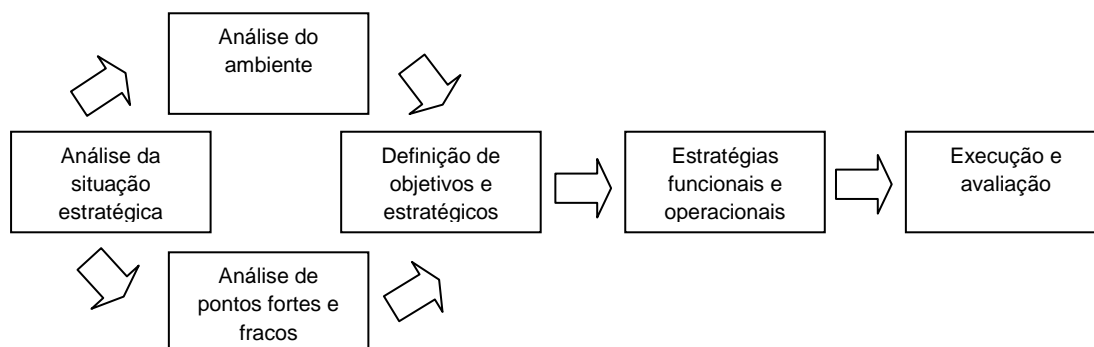 Análise do
ambiente
Análise da
situação
estratégica
Definição de
objetivos e
estratégicos
Estratégias
funcionais e
operacionais
Execução e
avaliação
Análise de
pontos fortes e
fracos